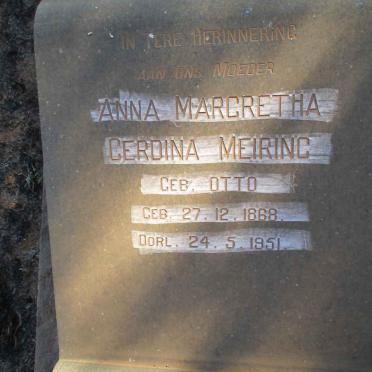 IN TERE HERINNERING
AAN ONS MOEDER
ANNA MARGRETHA
GERDINA MEIRING
GEB. OTTO
GEB. 27. 12. 1868.
OORL. 24. 5. 1951.